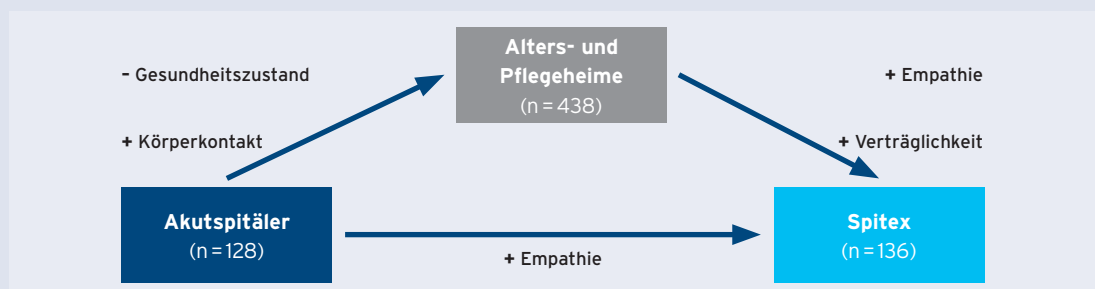 Alters- und
Pflegeheime
(n = 438)
– Gesundheitszustand
+ Körperkontakt
+ Empathie
+ Verträglichkeit
Akutspitäler
(n = 128)
+ Empathie
Spitex
(n = 136)